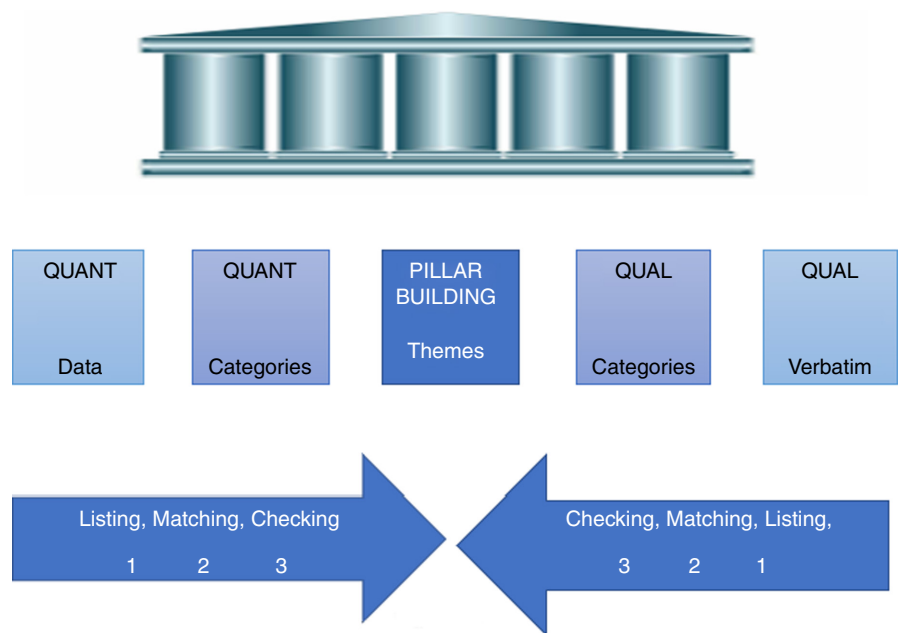 QUANT
Data
QUANT
Categories
PILLAR
BUILDING
Themes
QUAL
Categories
QUAL
Verbatim
Listing, Matching, Checking
1 2 3
Checking, Matching, Listing,
3 2 1